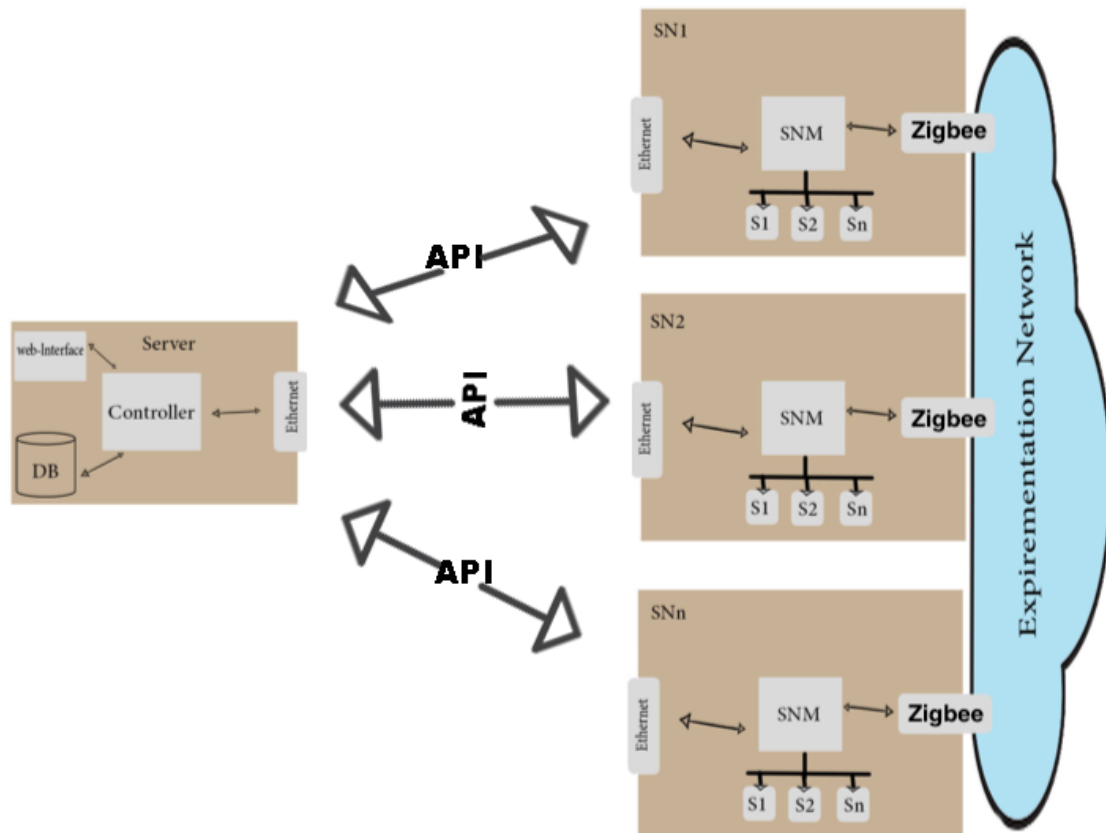 web-Interface
Server
Controller
DB
Ethernet
API
API
API
SN1
Ethernet
SNM
Zigbee
S1 S2 Sn
SN2
Ethernet
SNM
Zigbee
S1 S2 Sn
SNn
Ethernet
SNM
Zigbee
S1 S2 Sn
Expirementation Network